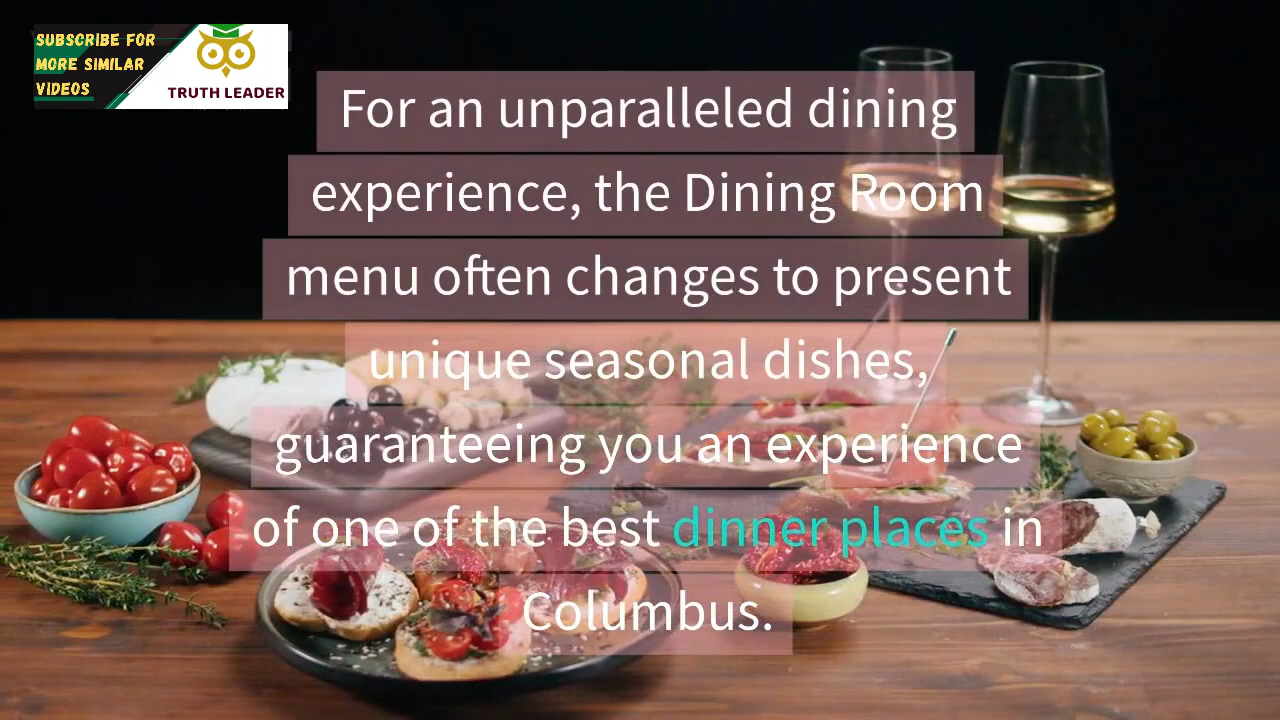 SUBSCRIBE FOR
MORE SIMILAR
VIDEOS
TRUTH LEADER
For an unparalleled dining
experience, the Dining Room
menu often changes to present
unique seasonal dishes,
guaranteeing you an experience
of one of the best dinner places in
Columbus.